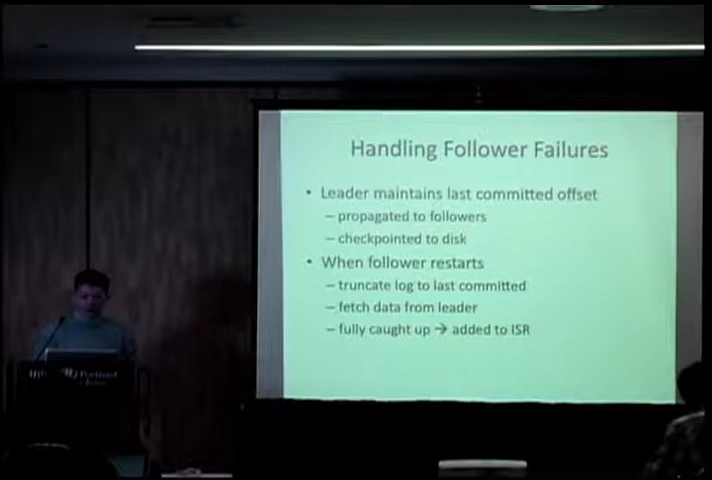 Handling Follower Failures
• Leader maintains last committed offset
– propagated to followers
– checkpointed to disk
• When follower restarts
– truncate log to last committed
– fetch data from leader
– fully caught up → added to ISR